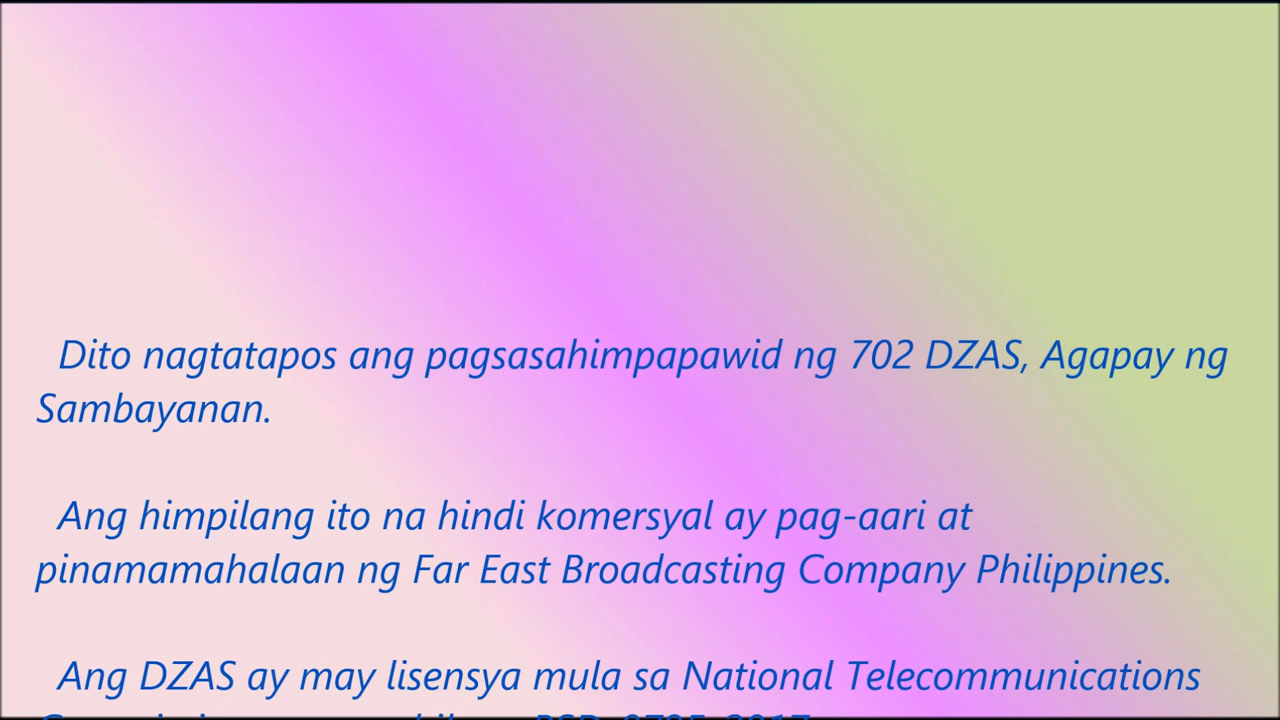 Dito nagtatapos ang pagsasahimpapawid ng 702 DZAS, Agapay ng
Sambayanan.
Ang himpilang ito na hindi komersyal ay pag-aari at
pinamamahalaan ng Far East Broadcasting Company Philippines.
Ang DZAS ay may lisensya mula sa National Telecommunications